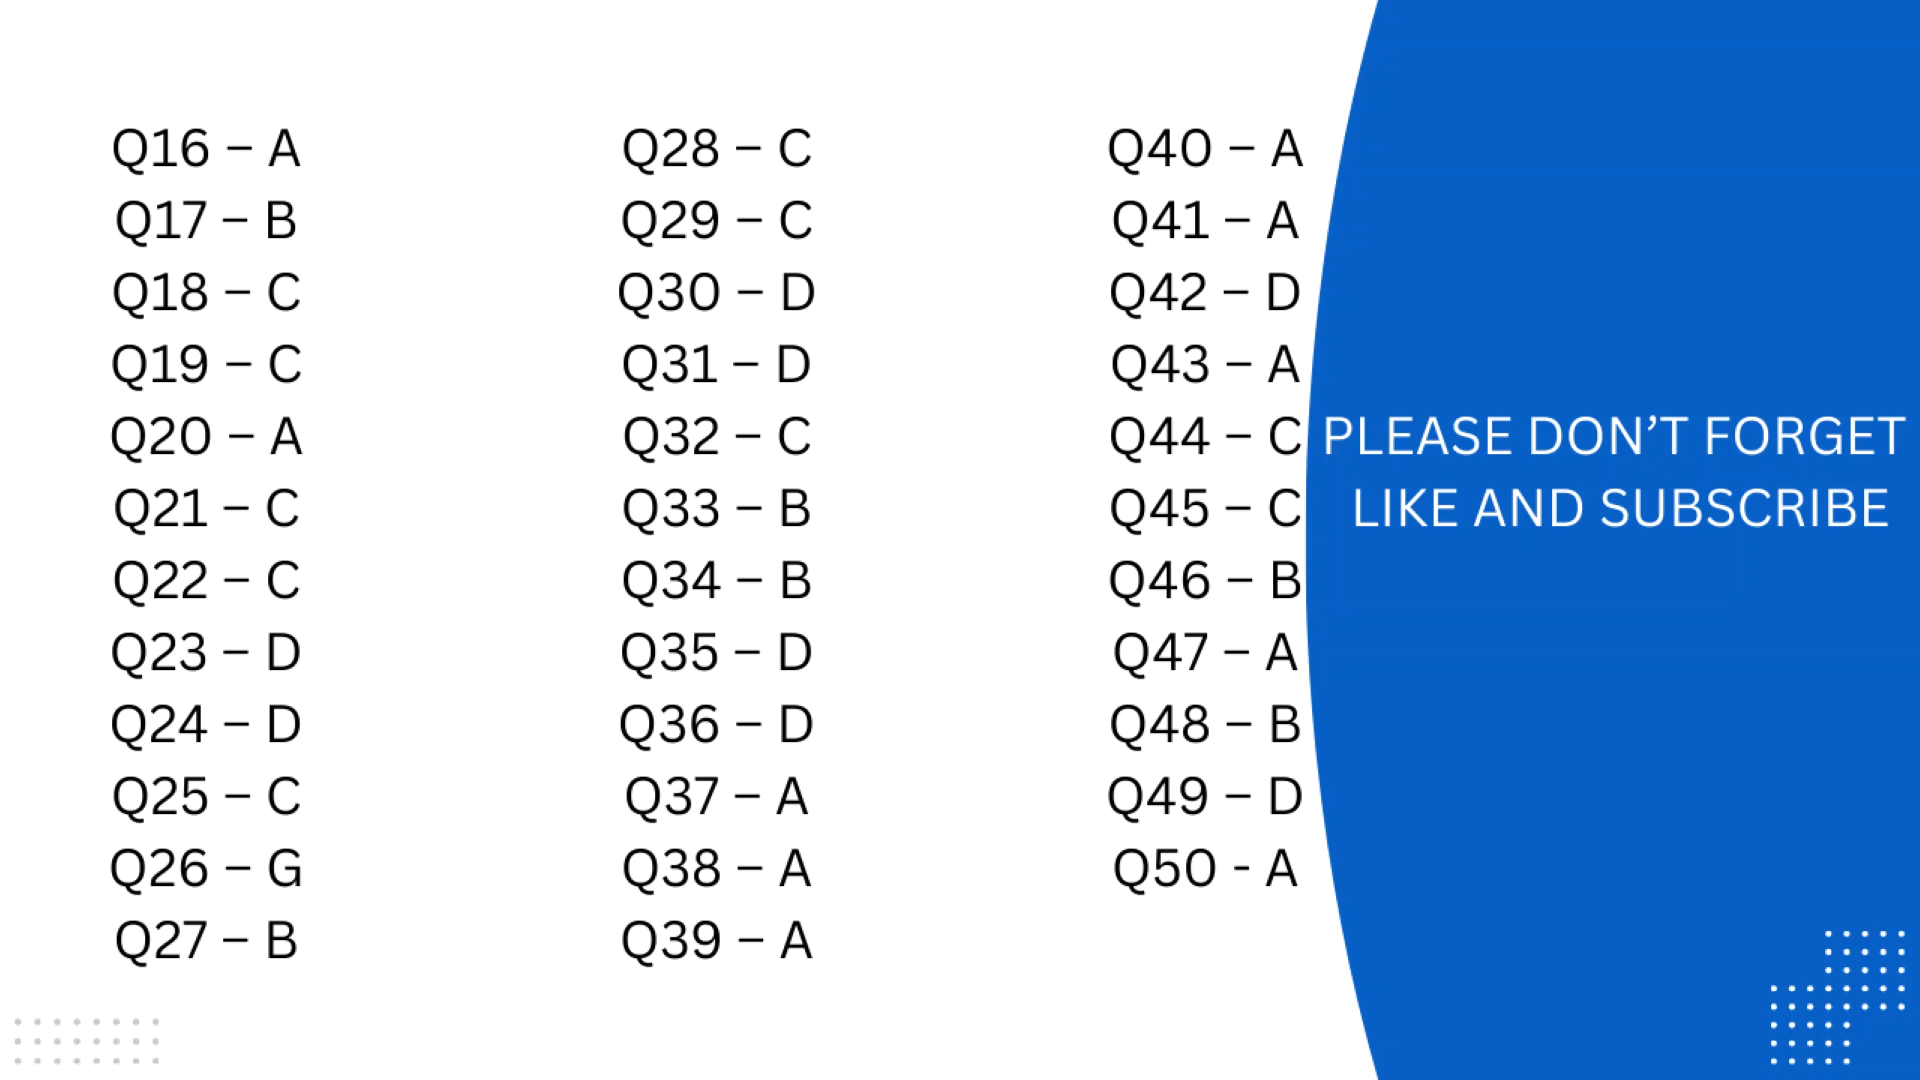 Q16 – A
Q17 – B
Q18 – C
Q19 – C
Q20 – A
Q21 – C
Q22 – C
Q23 – D
Q24 – D
Q25 – C
Q26 – G
Q27 – B
Q28 – C
Q29 – C
Q30 – D
Q31 – D
Q32 – C
Q33 – B
Q34 – B
Q35 – D
Q36 – D
Q37 – A
Q38 – A
Q39 – A
Q40 – A
Q41 – A
Q42 – D
Q43 – A
Q44 – C
Q45 – C
Q46 – B
Q47 – A
Q48 – B
Q49 – D
Q50 - A
PLEASE DON’T FORGET
LIKE AND SUBSCRIBE